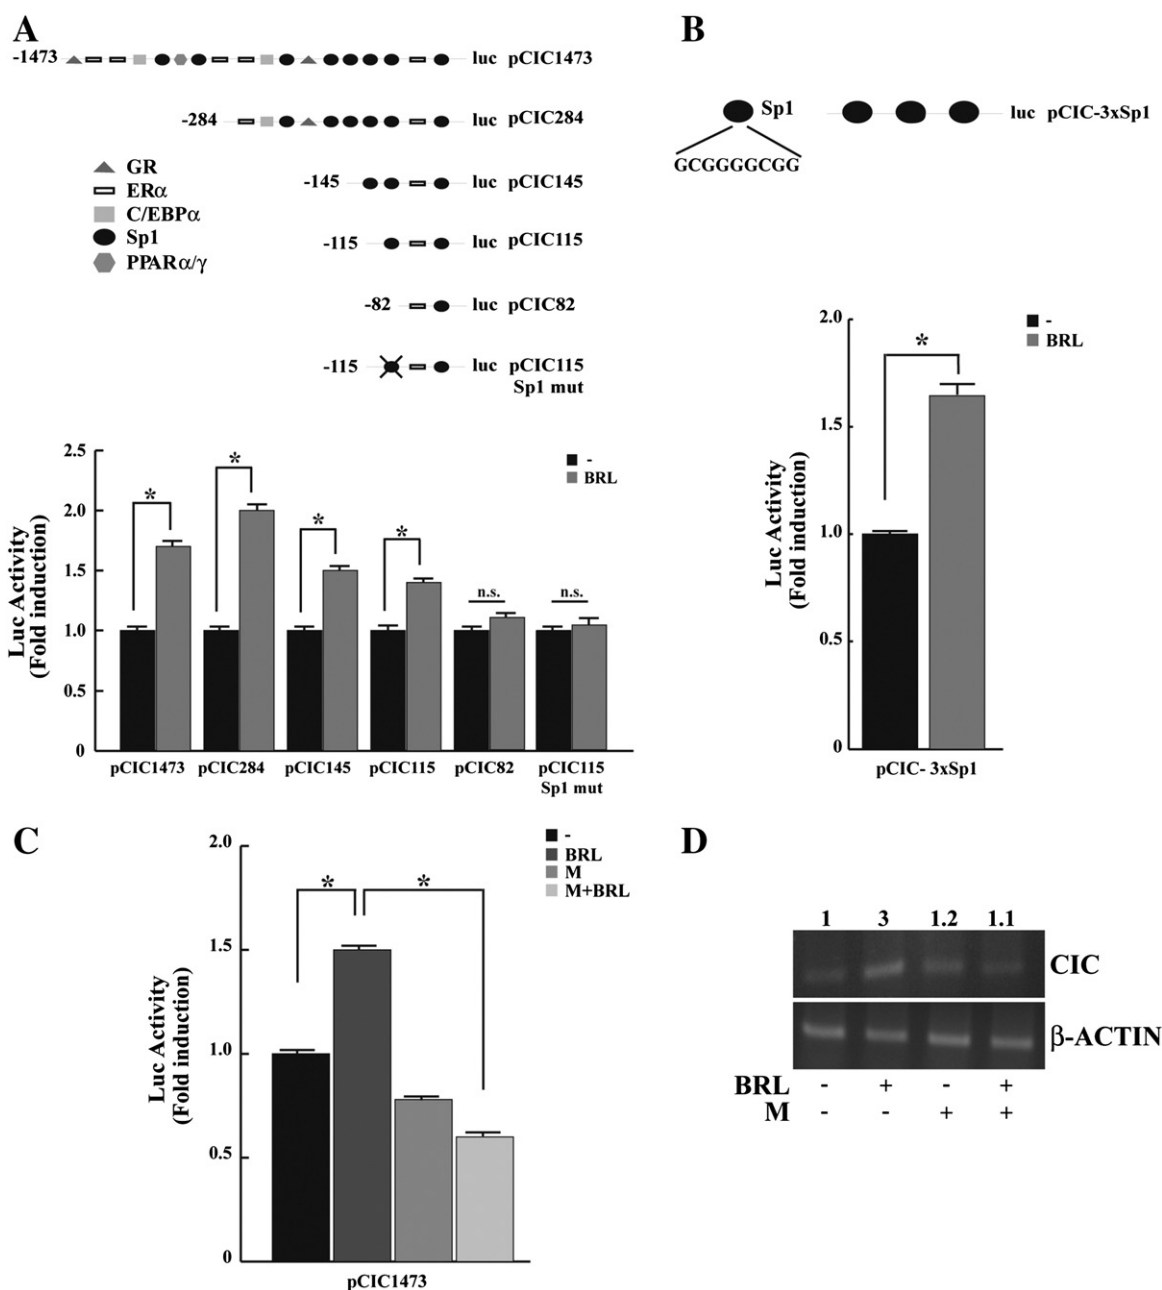 A
-1473 luc pCIC1473
-284 luc pCIC284
-145 luc pCIC145
-115 luc pCIC115
-82 luc pCIC82
-115 luc pCIC115
Sp1 mut
GR
ERα
C/EBPα
Sp1
PPARα/γ
Luc Activity
(Fold induction)
2.5
2.0
1.5
1.0
0.5
0
* * * * n.s. n.s.
-
BRL
pCIC1473 pCIC284 pCIC145 pCIC115 pCIC82 pCIC115
Sp1 mut
B
Sp1 luc pCIC-3xSp1
GCGGGGCGG
Luc Activity
(Fold induction)
2.0
1.5
1.0
0.5
0
*
-
BRL
pCIC- 3xSp1
C
Luc Activity
(Fold induction)
2.0
1.5
1.0
0.5
0
* *
-
BRL
M
M+BRL
pCIC1473
D
1 3 1.2 1.1
CIC
β-ACTIN
BRL - + - +
M - - + +